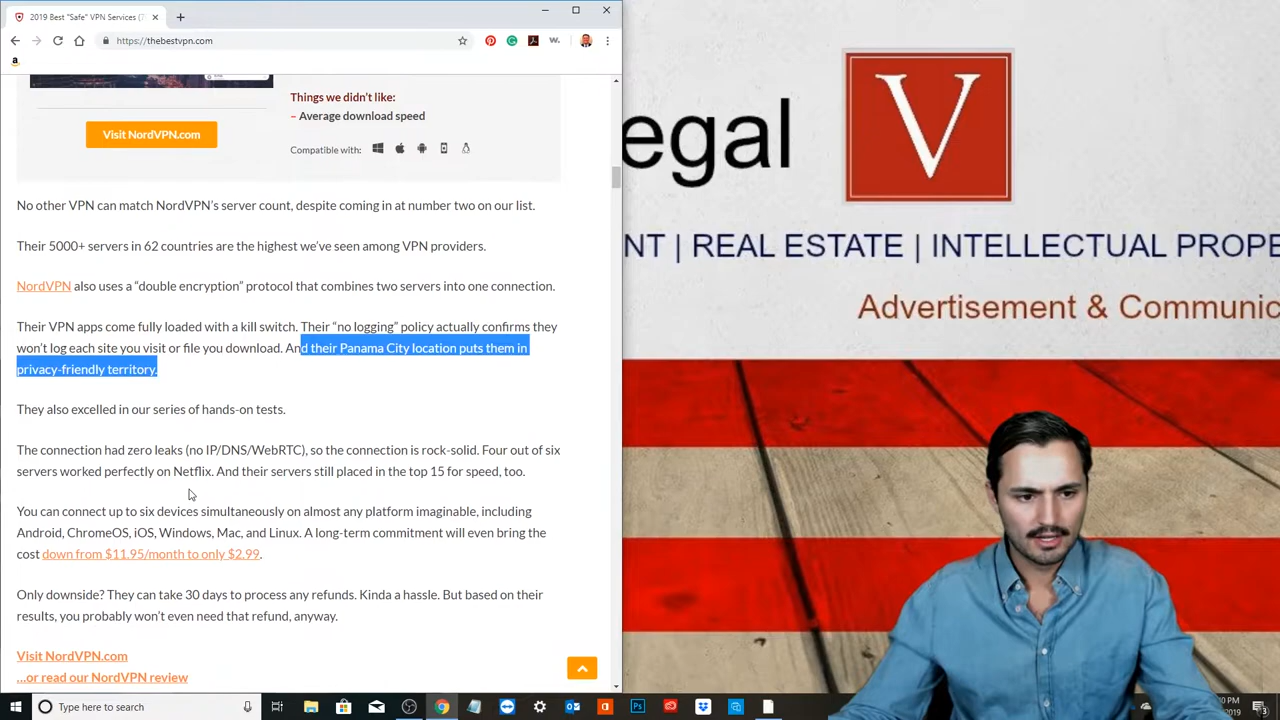 2019 Best "Safe" VPN Services (7
https://thebestvpn.com
Things we didn't like:
– Average download speed
Visit NordVPN.com
Compatible with:
No other VPN can match NordVPN’s server count, despite coming in at number two on our list.
Their 5000+ servers in 62 countries are the highest we’ve seen among VPN providers.
NordVPN also uses a “double encryption” protocol that combines two servers into one connection.
Their VPN apps come fully loaded with a kill switch. Their “no logging” policy actually confirms they
won’t log each site you visit or file you download. And their Panama City location puts them in
privacy-friendly territory.
They also excelled in our series of hands-on tests.
The connection had zero leaks (no IP/DNS/WebRTC), so the connection is rock-solid. Four out of six
servers worked perfectly on Netflix. And their servers still placed in the top 15 for speed, too.
You can connect up to six devices simultaneously on almost any platform imaginable, including
Android, ChromeOS, iOS, Windows, Mac, and Linux. A long-term commitment will even bring the
cost down from $11.95/month to only $2.99.
Only downside? They can take 30 days to process any refunds. Kinda a hassle. But based on their
results, you probably won’t even need that refund, anyway.
Visit NordVPN.com
...or read our NordVPN review
Type here to search
egal
V
NT | REAL ESTATE | INTELLECTUAL PROPE
Advertisement & Communic